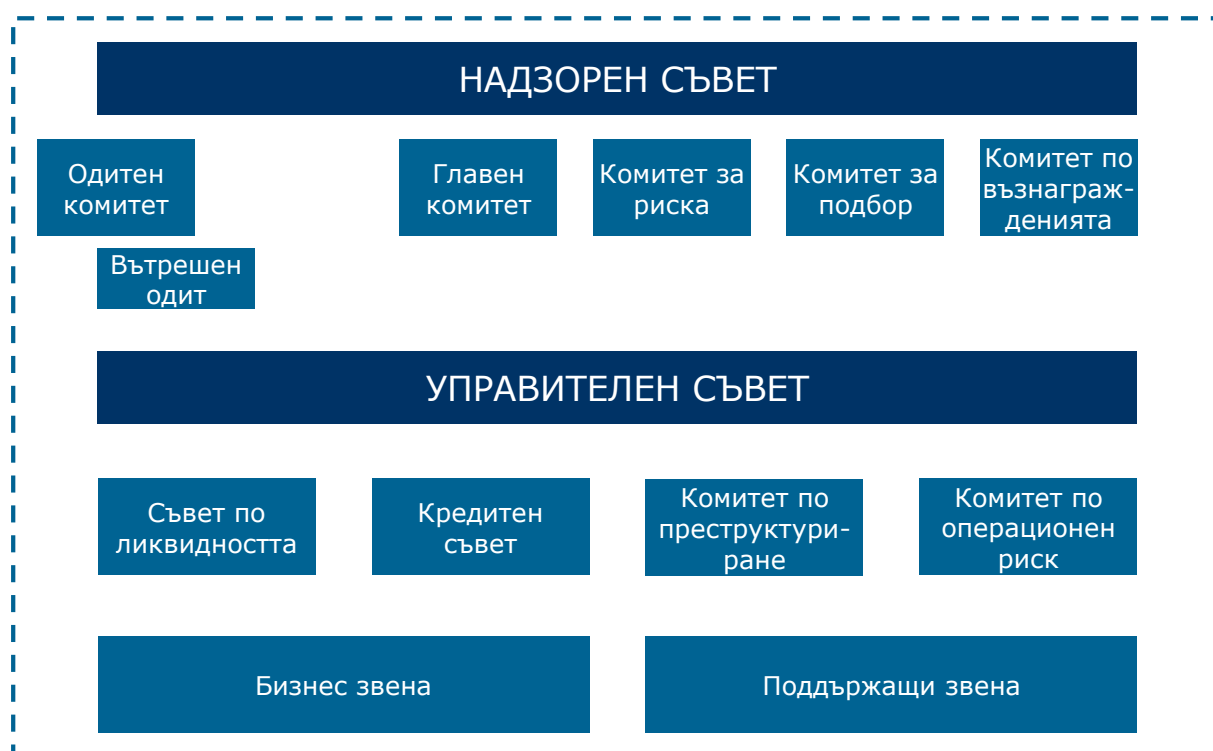 НАДЗОРЕН СЪВЕТ
Одитен
комитет
Главен
комитет
Комитет за
риска
Комитет за
подбор
Комитет по
възнаграж-
денията
Вътрешен
одит
УПРАВИТЕЛЕН СЪВЕТ
Съвет по
ликвидността
Кредитен
съвет
Комитет по
преструктури-
ране
Комитет по
операционен
риск
Бизнес звена
Поддържащи звена